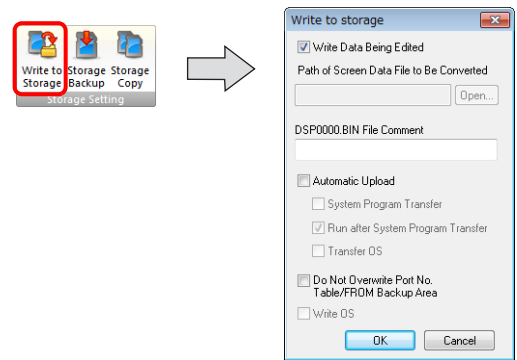 Write to Storage Storage
Storage Backup Copy
Storage Setting
Write to storage
Write Data Being Edited
Path of Screen Data File to Be Converted
Open...
DSP0000.BIN File Comment
Automatic Upload
System Program Transfer
Run after System Program Transfer
Transfer OS
Do Not Overwrite Port No.
Table/FROM Backup Area
Write OS
OK Cancel